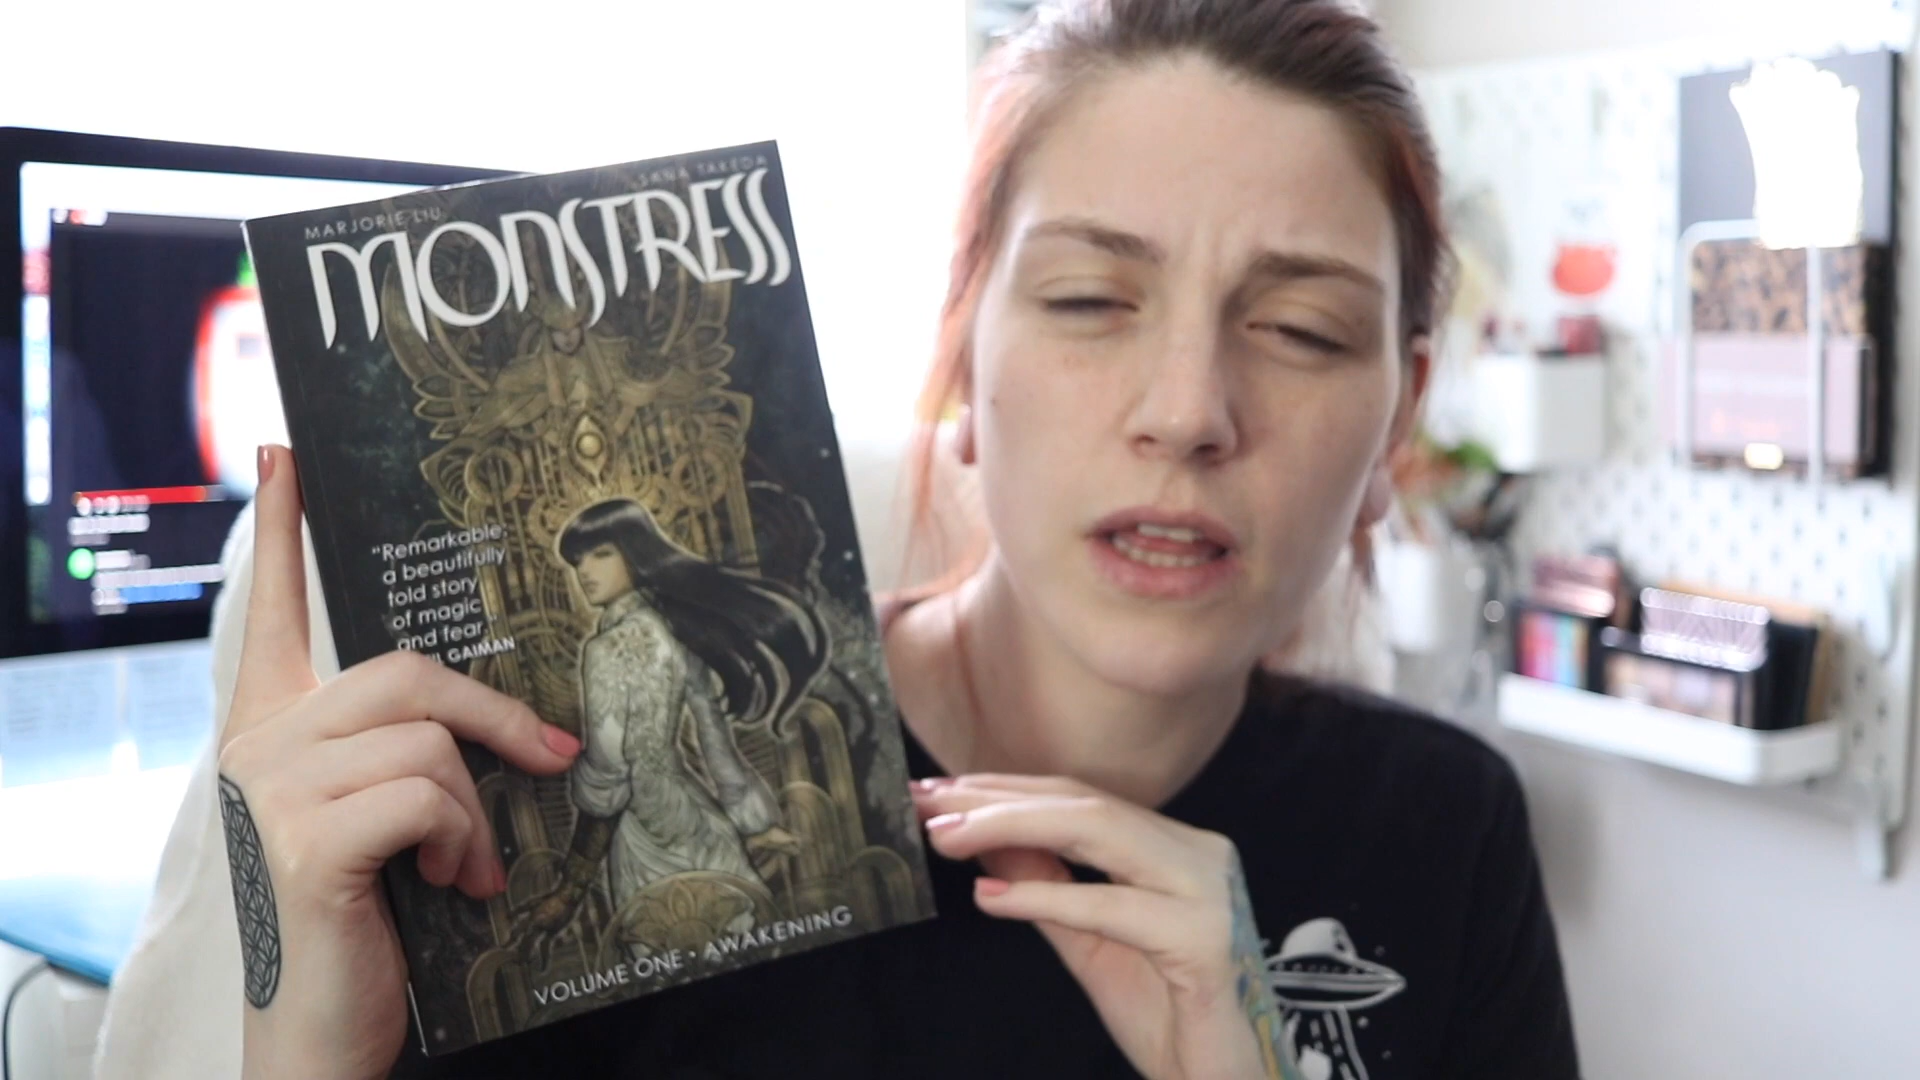 MARJORIE LIU
SANA TAKEDA
MONSTRESS
“Remarkable:
a beautifully
told story
of magic
and fear.”
GAIMAN
VOLUME ONE • AWAKENING